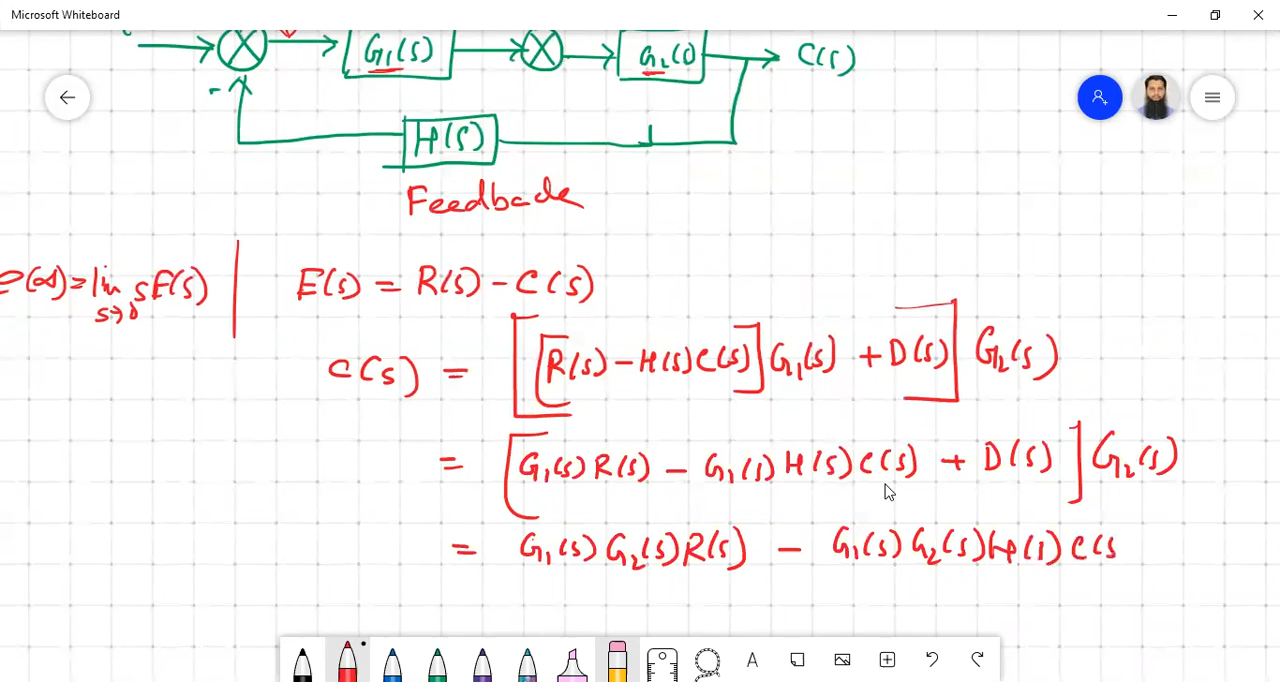 Microsoft Whiteboard
G₁(s) G₂(s) C(s)
-
H(s)
Feedback
e(∞) = lim sE(s)
s→0
E(s) = R(s) - C(s)
C(s) = [[R(s) - H(s)C(s)]G₁(s) + D(s)] G₂(s)
= [G₁(s)R(s) - G₁(s)H(s)C(s) + D(s)] G₂(s)
= G₁(s)G₂(s)R(s) - G₁(s)G₂(s)H(s)C(s